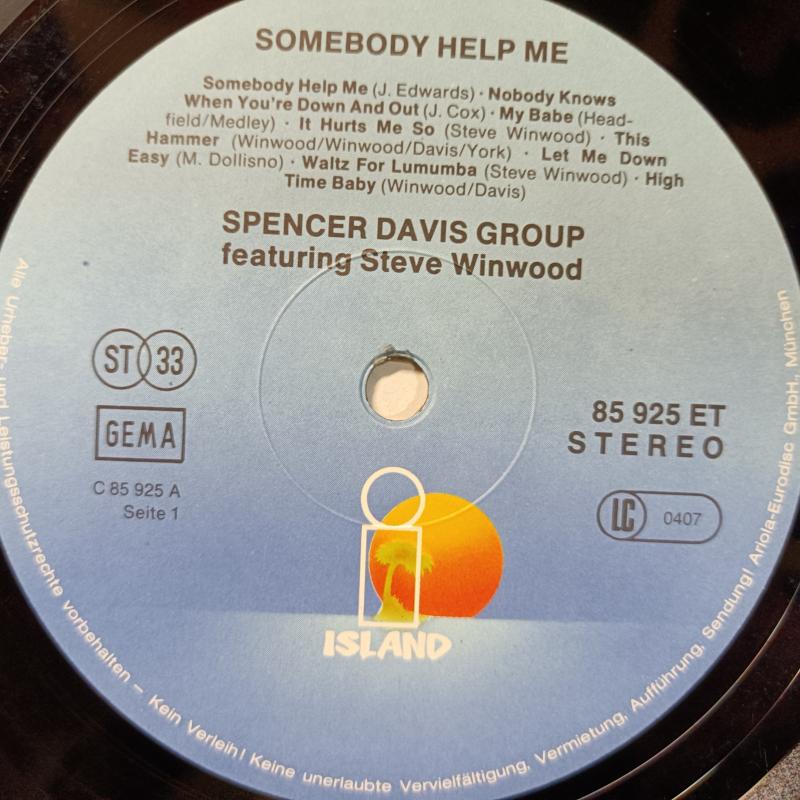 SOMEBODY HELP ME
Somebody Help Me (J. Edwards) · Nobody Knows
When You're Down And Out (J. Cox) · My Babe (Head-
field/Medley) · It Hurts Me So (Steve Winwood) · This
Hammer (Winwood/Winwood/Davis/York) · Let Me Down
Easy (M. Dollisno) · Waltz For Lumumba (Steve Winwood) · High
Time Baby (Winwood/Davis)
SPENCER DAVIS GROUP
featuring Steve Winwood
ST 33
GEMA
C 85 925 A
Seite 1
85 925 ET
STEREO
LC 0407
ISLAND
Alle Urheber- und Leistungsschutzrechte vorbehalten – Kein Verleih! Keine unerlaubte Vervielfältigung, Vermietung, Aufführung, Sendung! Ariola-Eurodisc GmbH, München